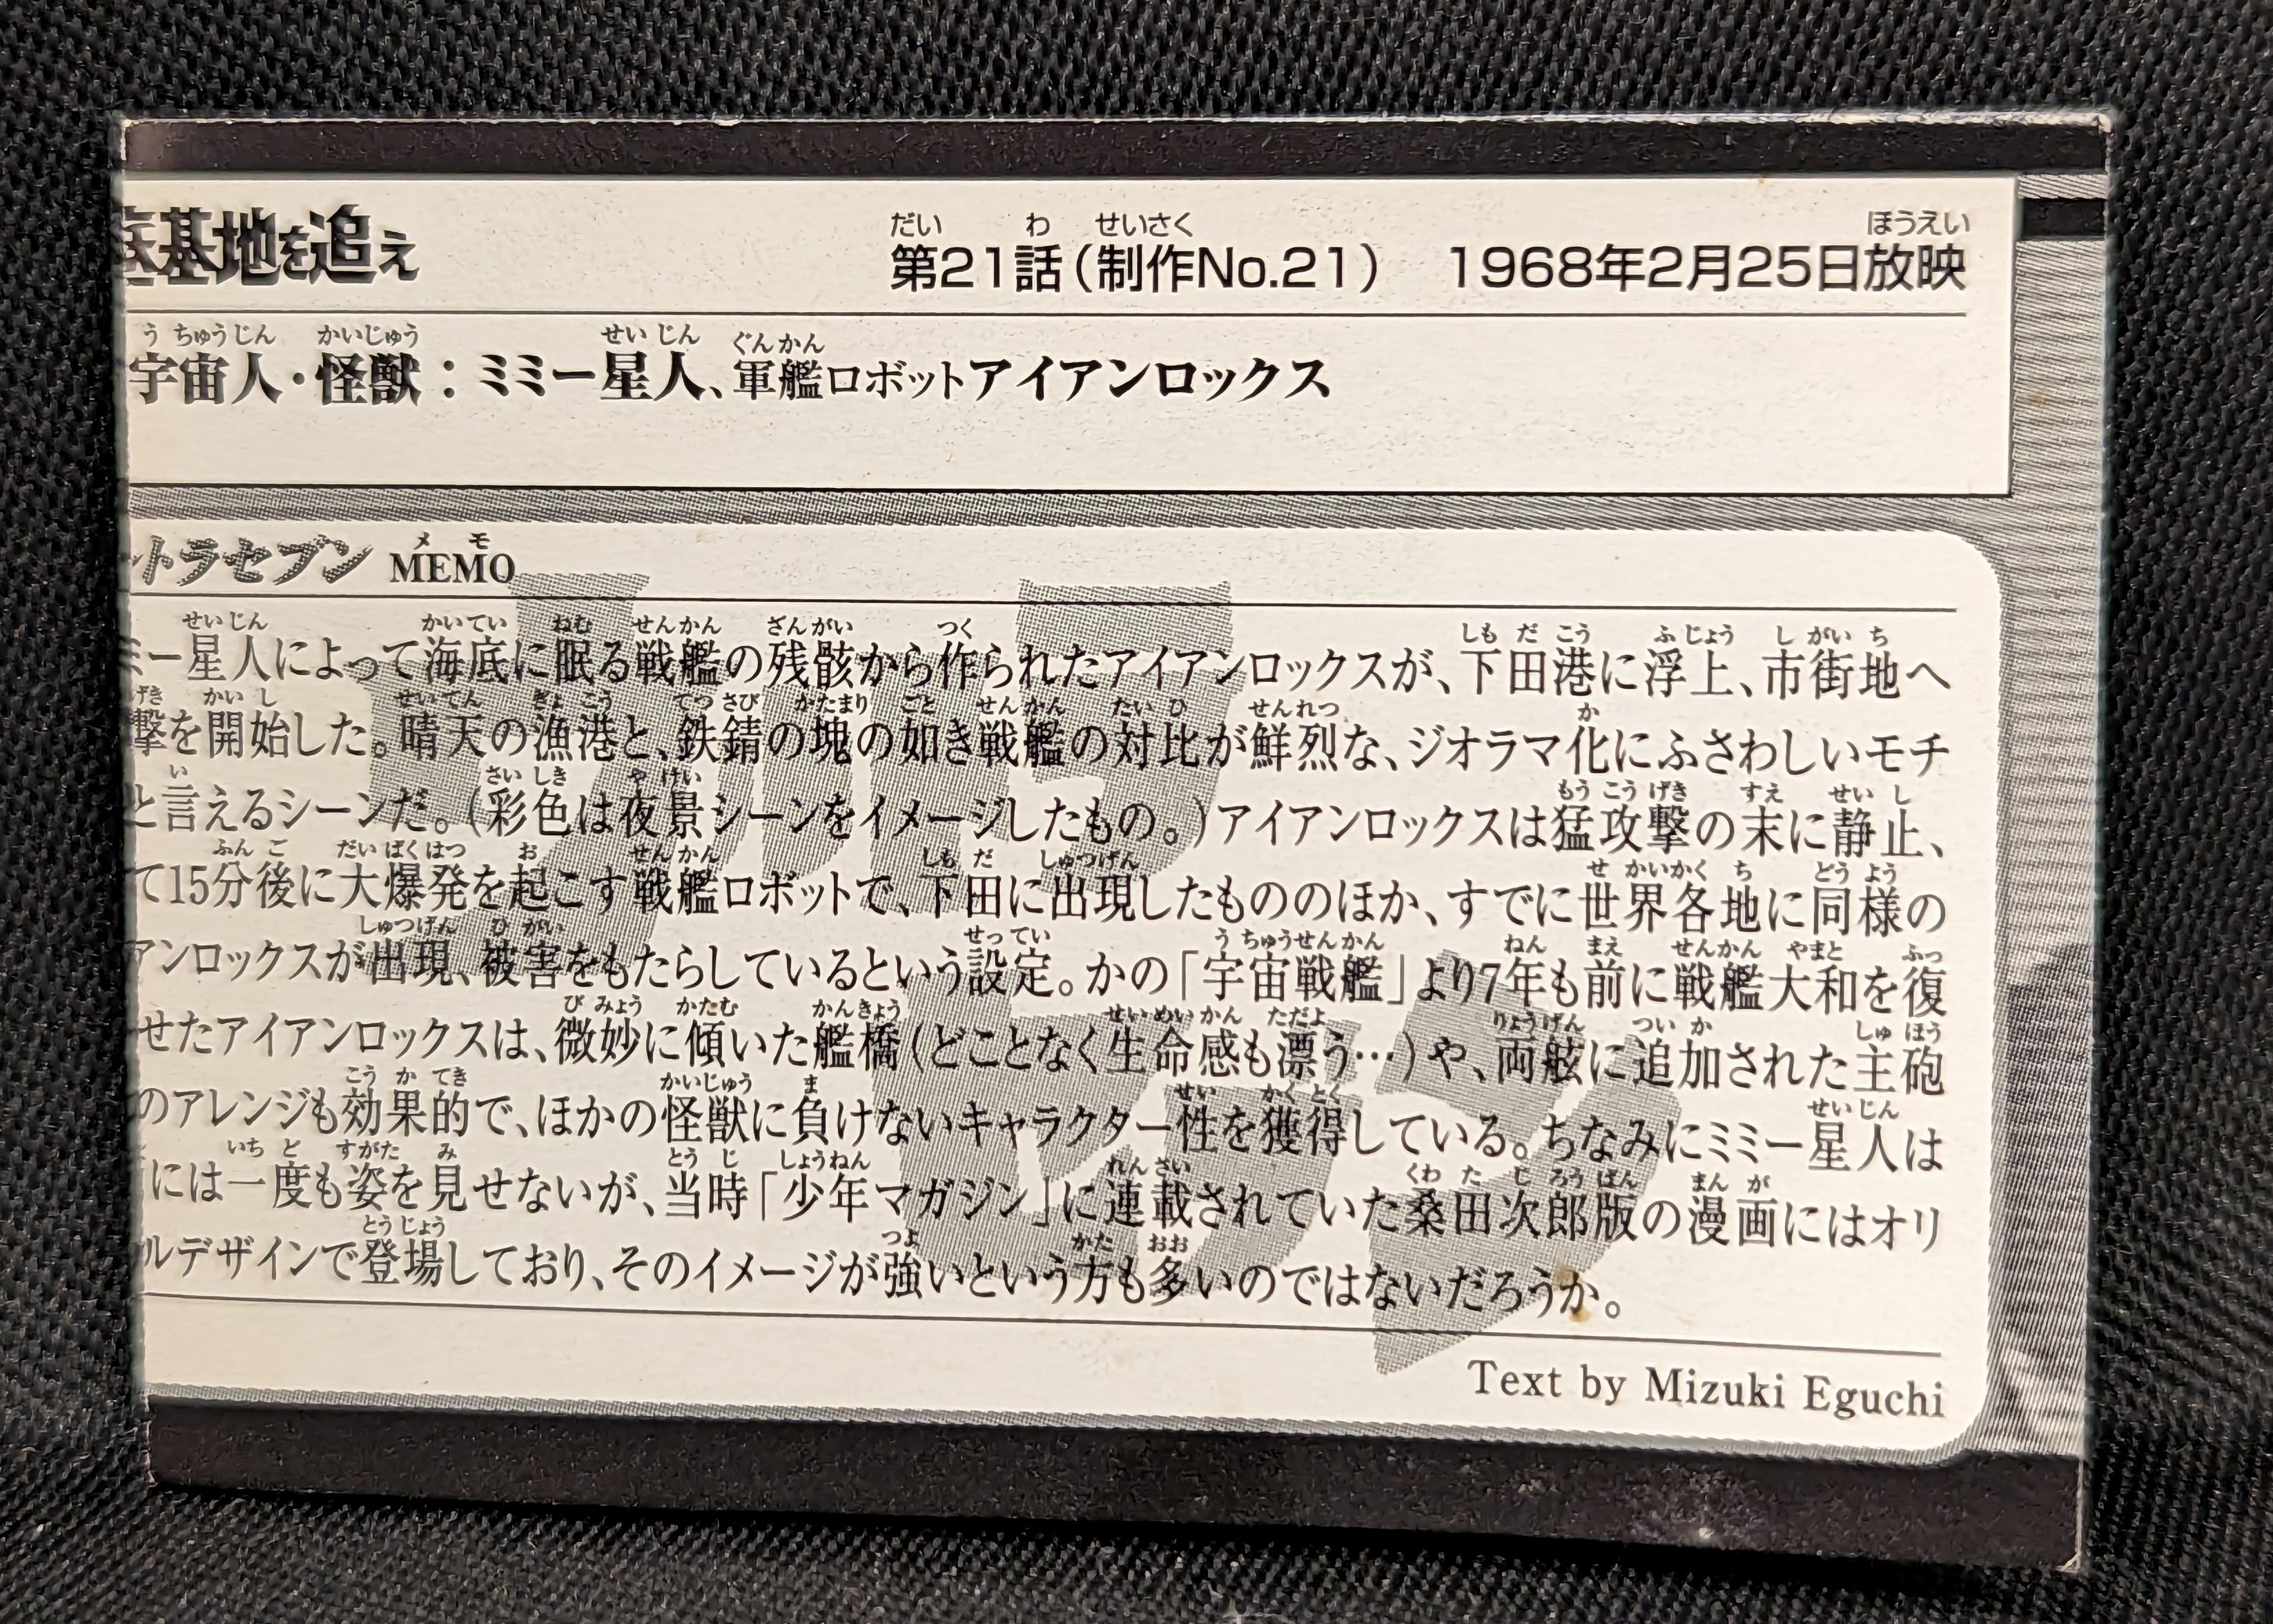 底基地を追え
第21話(制作No.21) 1968年2月25日放映
宇宙人・怪獣：ミミー星人、軍艦ロボットアイアンロックス
トラセブン MEMO
ミー星人によって海底に眠る戦艦の残骸から作られたアイアンロックスが、下田港に浮上、市街地へ
撃を開始した。晴天の漁港と、鉄錆の塊の如き戦艦の対比が鮮烈な、ジオラマ化にふさわしいモチ
と言えるシーンだ。(彩色は夜景シーンをイメージしたもの。)アイアンロックスは猛攻撃の末に静止、
て15分後に大爆発を起こす戦艦ロボットで、下田に出現したもののほか、すでに世界各地に同様の
アンロックスが出現、被害をもたらしているという設定。かの「宇宙戦艦」より7年も前に戦艦大和を復
せたアイアンロックスは、微妙に傾いた艦橋(どことなく生命感も漂う…)や、両舷に追加された主砲
のアレンジも効果的で、ほかの怪獣に負けないキャラクター性を獲得している。ちなみにミミー星人は
には一度も姿を見せないが、当時「少年マガジン」に連載されていた桑田次郎版の漫画にはオリ
ルデザインで登場しており、そのイメージが強いという方も多いのではないだろうか。
Text by Mizuki Eguchi